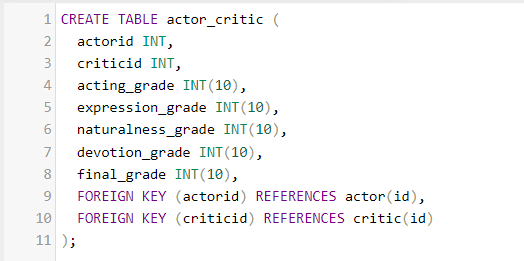 1 CREATE TABLE actor_critic (
2 actorid INT,
3 criticid INT,
4 acting_grade INT(10),
5 expression_grade INT(10),
6 naturalness_grade INT(10),
7 devotion_grade INT(10),
8 final_grade INT(10),
9 FOREIGN KEY (actorid) REFERENCES actor(id),
10 FOREIGN KEY (criticid) REFERENCES critic(id)
11 );